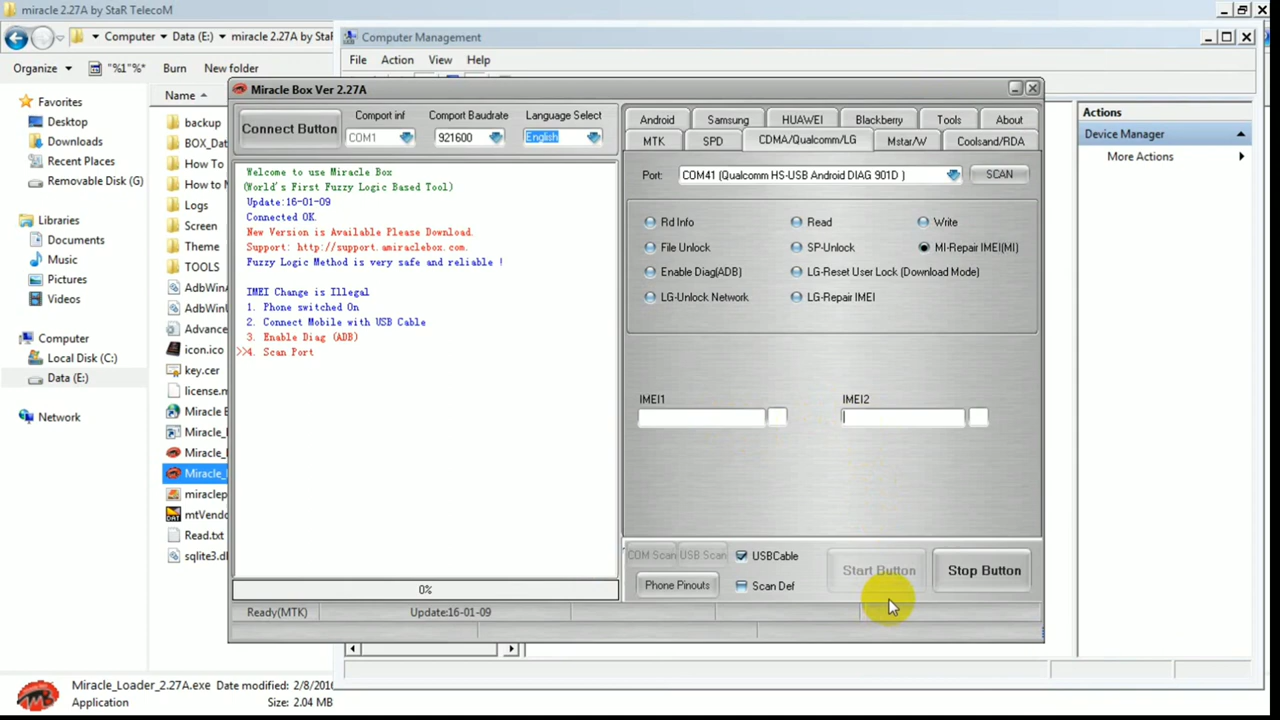 miracle 2.27A by StaR TelecoM
Computer
Data (E:)
miracle 2.27A by StaR
Organize
"%1"%*
Burn
New folder
Favorites
Desktop
Downloads
Recent Places
Removable Disk (G)
Libraries
Documents
Music
Pictures
Videos
Computer
Local Disk (C:)
Data (E:)
Network
Name
backup
BOX_Dat
How To
How to M
Logs
Screen
Theme
TOOLS
AdbWinA
AdbWinU
Advance
icon.ico
key.cer
license.m
Miracle B
Miracle_
Miracle_
Miracle_
miraclep
mtVendo
Read.txt
sqlite3.dl
Miracle_Loader_2.27A.exe Date modified: 2/8/2016
Application Size: 2.04 MB
Computer Management
File Action View Help
Actions
Device Manager
More Actions
Miracle Box Ver 2.27A
Connect Button
Comport inf
COM1
Comport Baudrate
921600
Language Select
English
Welcome to use Miracle Box
(World's First Fuzzy Logic Based Tool)
Update:16-01-09
Connected OK.
New Version is Available Please Download.
Support: http://support.amiraclebox.com.
Fuzzy Logic Method is very safe and reliable !
IMEI Change is Illegal
1. Phone switched On
2. Connect Mobile with USB Cable
3. Enable Diag (ADB)
>>4. Scan Port
0%
Ready(MTK)
Update:16-01-09
Android Samsung HUAWEI Blackberry Tools About
MTK SPD CDMA/Qualcomm/LG Mstar/W Coolsand/RDA
Port: COM41 (Qualcomm HS-USB Android DIAG 901D ) SCAN
Rd Info Read Write
File Unlock SP-Unlock MI-Repair IMEI(MI)
Enable Diag(ADB) LG-Reset User Lock (Download Mode)
LG-Unlock Network LG-Repair IMEI
IMEI1 IMEI2
COM Scan USB Scan USBCable
Phone Pinouts Scan Def
Start Button
Stop Button